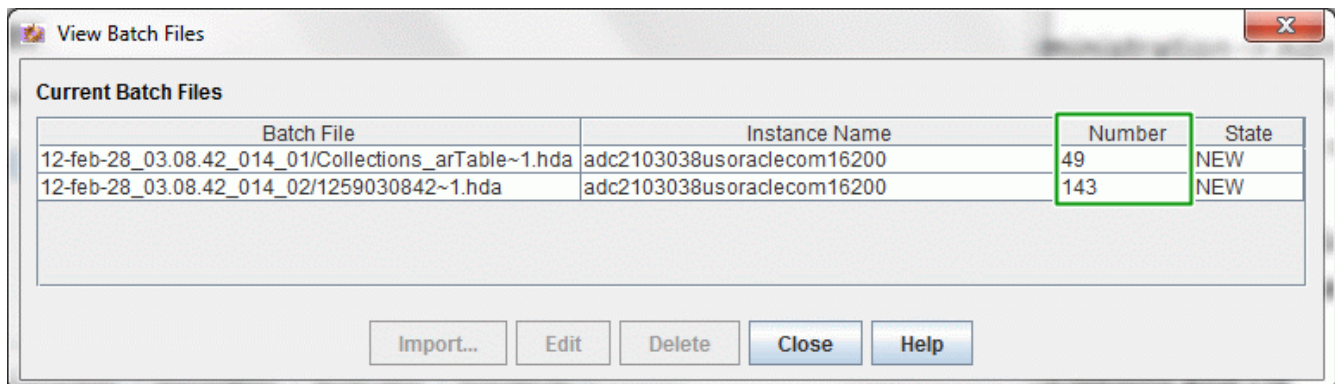 View Batch Files
Current Batch Files
Batch File Instance Name Number State
12-feb-28_03.08.42_014_01/Collections_arTable~1.hda adc2103038usoraclecom16200 49 NEW
12-feb-28_03.08.42_014_02/1259030842~1.hda adc2103038usoraclecom16200 143 NEW
Import... Edit Delete Close Help